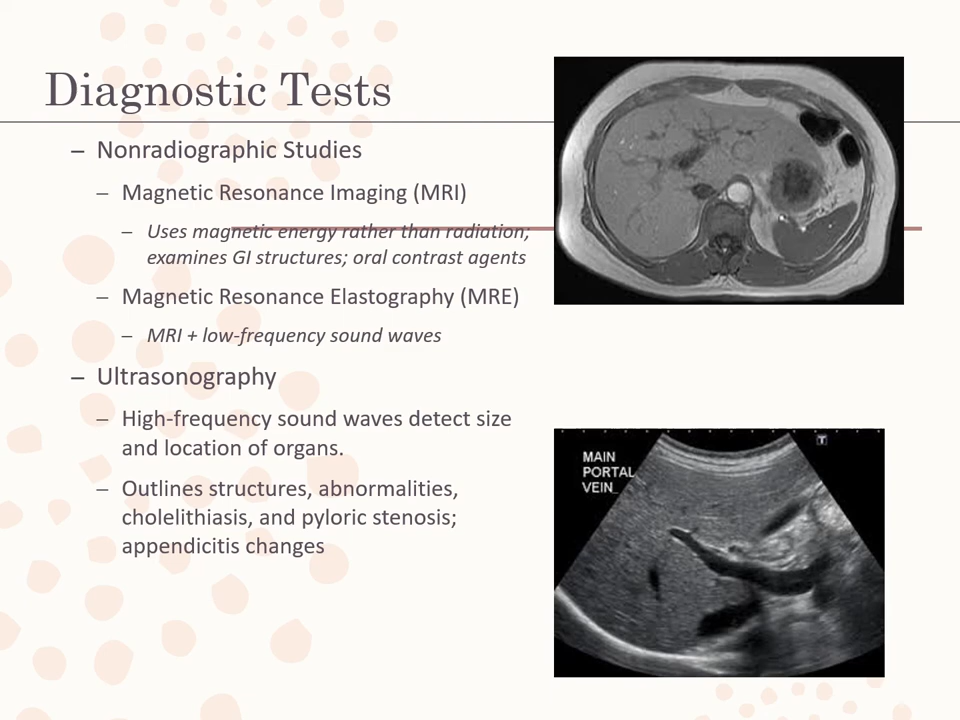 Diagnostic Tests
– Nonradiographic Studies
– Magnetic Resonance Imaging (MRI)
– Uses magnetic energy rather than radiation;
examines GI structures; oral contrast agents
– Magnetic Resonance Elastography (MRE)
– MRI + low-frequency sound waves
– Ultrasonography
– High-frequency sound waves detect size
and location of organs.
– Outlines structures, abnormalities,
cholelithiasis, and pyloric stenosis;
appendicitis changes
MAIN
PORTAL
VEIN_
T